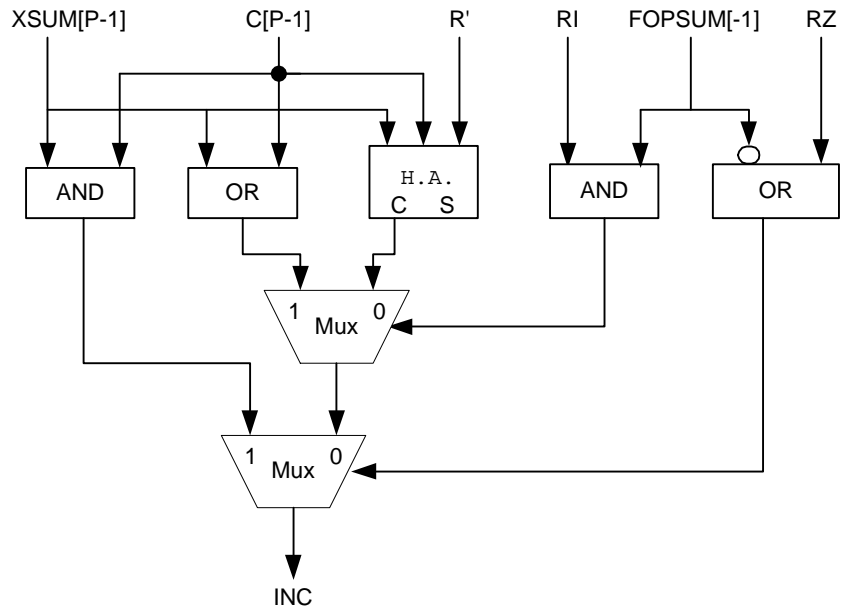 XSUM[P-1] C[P-1] R' RI FOPSUM[-1] RZ
AND OR H.A. AND OR
C S
1 Mux 0
1 Mux 0
INC